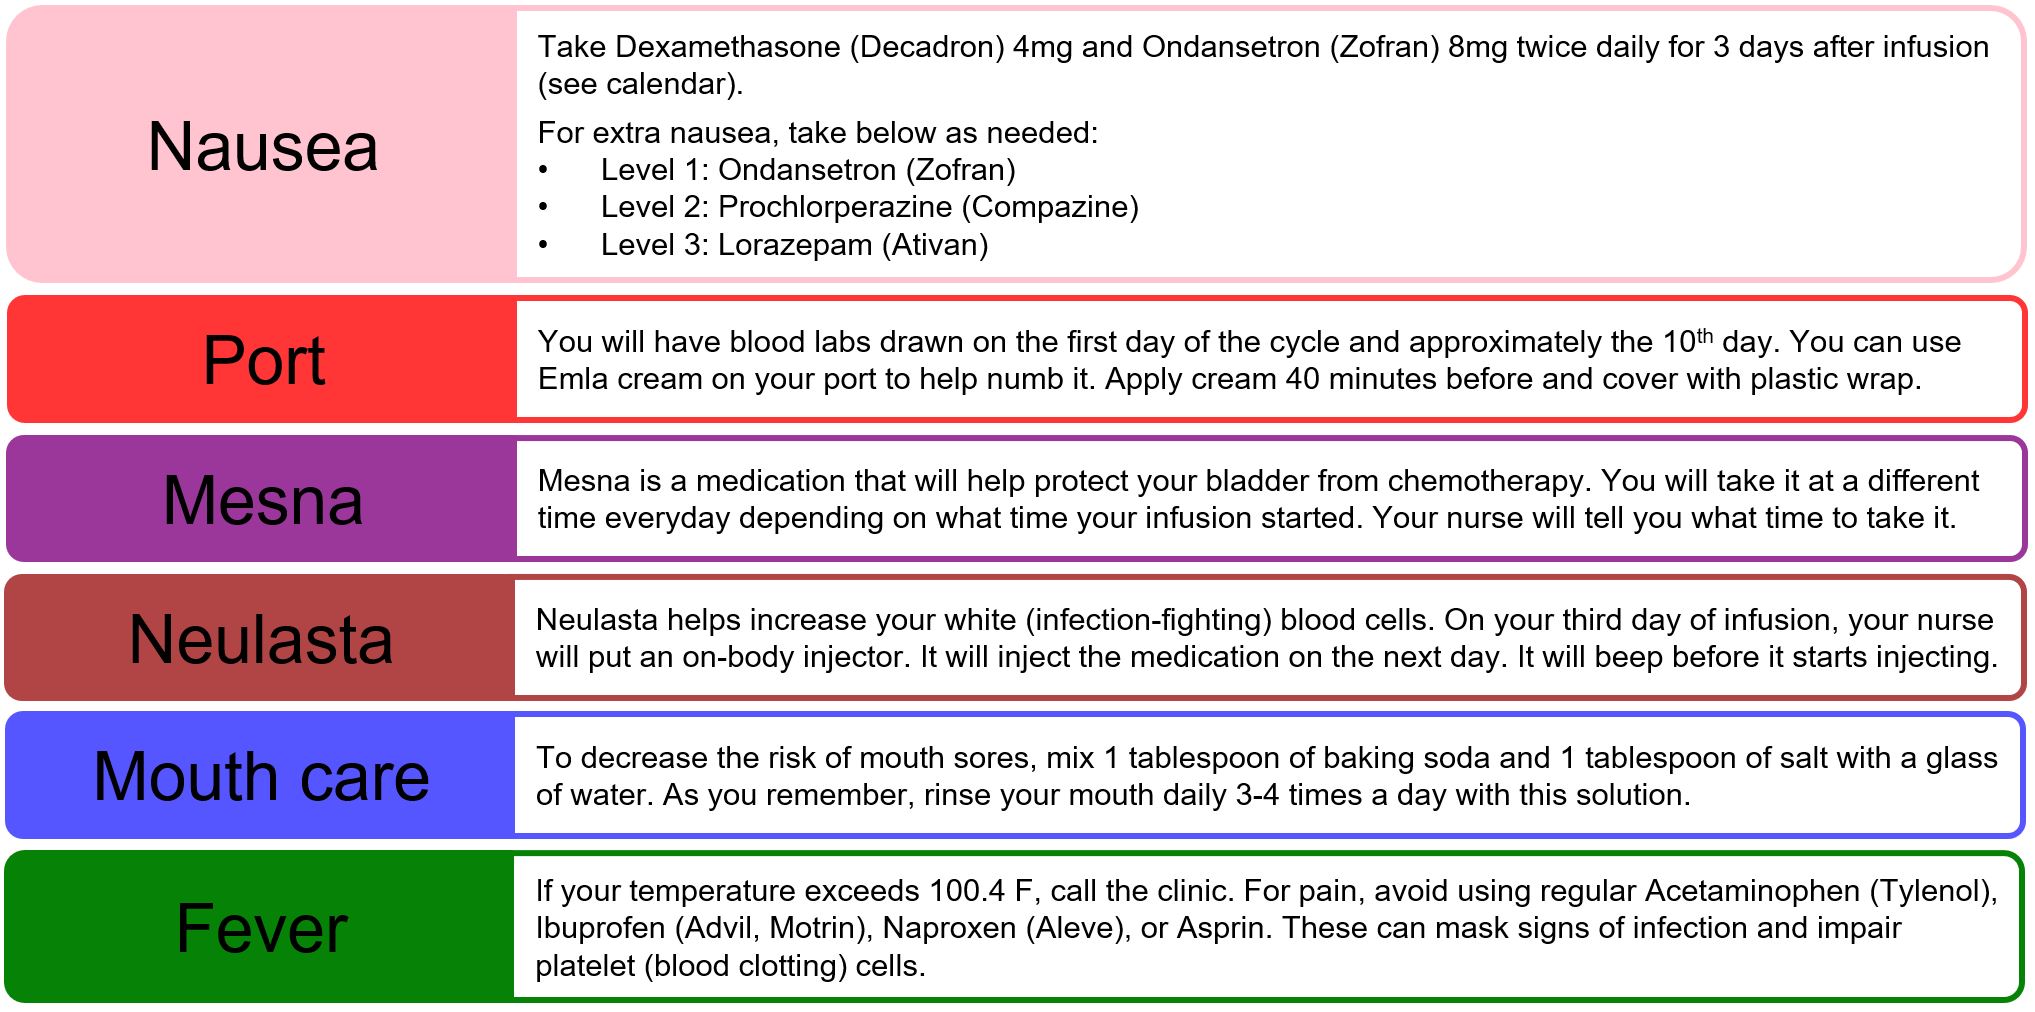 Nausea
Take Dexamethasone (Decadron) 4mg and Ondansetron (Zofran) 8mg twice daily for 3 days after infusion
(see calendar).
For extra nausea, take below as needed:
• Level 1: Ondansetron (Zofran)
• Level 2: Prochlorperazine (Compazine)
• Level 3: Lorazepam (Ativan)
Port
You will have blood labs drawn on the first day of the cycle and approximately the 10th day. You can use
Emla cream on your port to help numb it. Apply cream 40 minutes before and cover with plastic wrap.
Mesna
Mesna is a medication that will help protect your bladder from chemotherapy. You will take it at a different
time everyday depending on what time your infusion started. Your nurse will tell you what time to take it.
Neulasta
Neulasta helps increase your white (infection-fighting) blood cells. On your third day of infusion, your nurse
will put an on-body injector. It will inject the medication on the next day. It will beep before it starts injecting.
Mouth care
To decrease the risk of mouth sores, mix 1 tablespoon of baking soda and 1 tablespoon of salt with a glass
of water. As you remember, rinse your mouth daily 3-4 times a day with this solution.
Fever
If your temperature exceeds 100.4 F, call the clinic. For pain, avoid using regular Acetaminophen (Tylenol),
Ibuprofen (Advil, Motrin), Naproxen (Aleve), or Asprin. These can mask signs of infection and impair
platelet (blood clotting) cells.